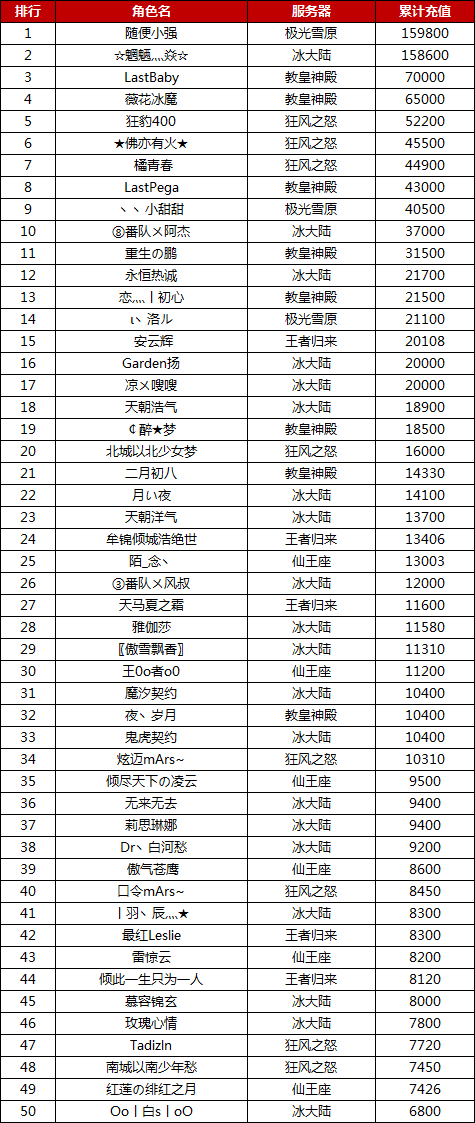 排行 角色名 服务器 累计充值
1 随便小强 极光雪原 159800
2 ☆魍魉灬焱☆ 冰大陆 158600
3 LastBaby 教皇神殿 70000
4 薇花冰魔 教皇神殿 65000
5 狂豹400 狂风之怒 52200
6 ★佛亦有火★ 狂风之怒 45500
7 橘青春 狂风之怒 44900
8 LastPega 教皇神殿 43000
9 丶丶小甜甜 极光雪原 40500
10 ⑧番队乂阿杰 冰大陆 37000
11 重生の鹏 教皇神殿 31500
12 永恒热诚 冰大陆 21700
13 恋灬丨初心 教皇神殿 21500
14 ιヽ洛ル 极光雪原 21100
15 安云辉 王者归来 20108
16 Garden扬 冰大陆 20000
17 凉乂嗖嗖 冰大陆 20000
18 天朝浩气 冰大陆 18900
19 ￠醉★梦 教皇神殿 18500
20 北城以北少女梦 狂风之怒 16000
21 二月初八 教皇神殿 14330
22 月い夜 冰大陆 14100
23 天朝洋气 冰大陆 13700
24 牟锦倾城浩绝世 王者归来 13406
25 陌_念丶 仙王座 13003
26 ③番队乂风叔 冰大陆 12000
27 天马夏之霜 王者归来 11600
28 雅伽莎 冰大陆 11580
29 〖傲雪飘香〗 冰大陆 11310
30 王0o者o0 仙王座 11200
31 魔汐契约 冰大陆 10400
32 夜丶岁月 教皇神殿 10400
33 鬼虎契约 冰大陆 10400
34 炫迈mArs~ 狂风之怒 10310
35 倾尽天下の凌云 仙王座 9500
36 无来无去 冰大陆 9400
37 莉思琳娜 冰大陆 9400
38 Dr丶白河愁 冰大陆 9200
39 傲气苍鹰 仙王座 8600
40 口令mArs~ 狂风之怒 8450
41 丨羽丶辰灬★ 冰大陆 8300
42 最红Leslie 王者归来 8300
43 雷惊云 仙王座 8200
44 倾此一生只为一人 王者归来 8120
45 慕容锦玄 冰大陆 8000
46 玫瑰心情 冰大陆 7800
47 Tadizln 狂风之怒 7720
48 南城以南少年愁 狂风之怒 7450
49 红莲の绯红之月 仙王座 7426
50 Oo丨白s丨oO 冰大陆 6800